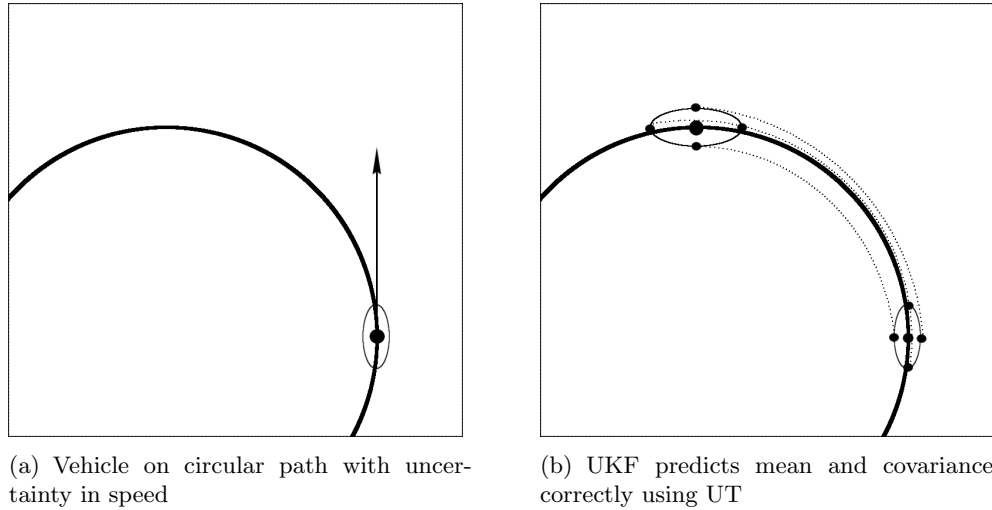 (a) Vehicle on circular path with uncer-
tainty in speed
(b) UKF predicts mean and covariance
correctly using UT